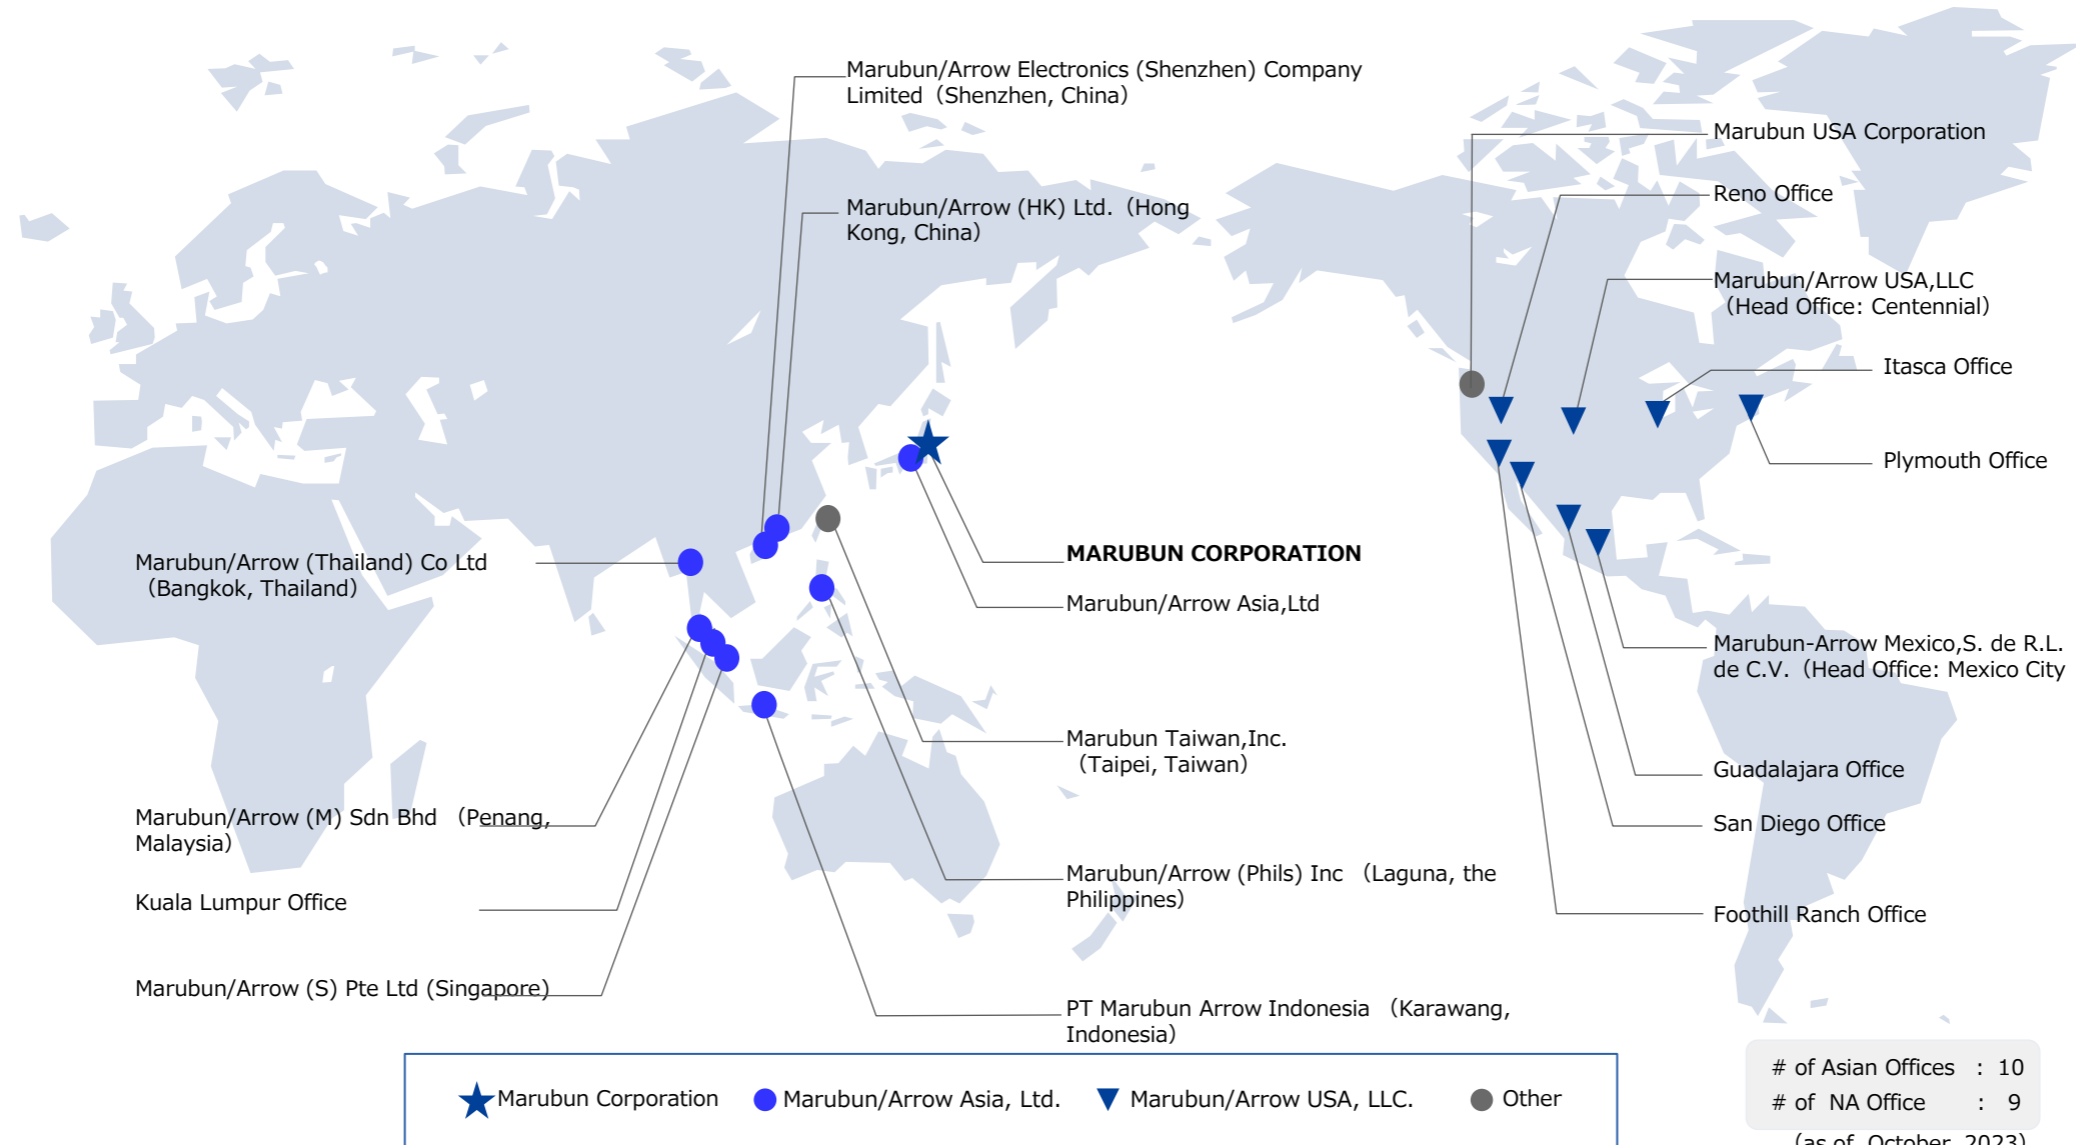 Marubun/Arrow Electronics (Shenzhen) Company
Limited（Shenzhen, China）
Marubun/Arrow (HK) Ltd.（Hong
Kong, China）
Marubun USA Corporation
Reno Office
Marubun/Arrow USA,LLC
（Head Office: Centennial）
Itasca Office
Plymouth Office
MARUBUN CORPORATION
Marubun/Arrow Asia,Ltd
Marubun/Arrow (Thailand) Co Ltd
（Bangkok, Thailand）
Marubun-Arrow Mexico,S. de R.L.
de C.V.（Head Office: Mexico City
Marubun Taiwan,Inc.
（Taipei, Taiwan）
Guadalajara Office
San Diego Office
Marubun/Arrow (M) Sdn Bhd （Penang,
Malaysia）
Marubun/Arrow (Phils) Inc （Laguna, the
Philippines）
Kuala Lumpur Office
Foothill Ranch Office
Marubun/Arrow (S) Pte Ltd (Singapore)
PT Marubun Arrow Indonesia （Karawang,
Indonesia）
Marubun Corporation
Marubun/Arrow Asia, Ltd.
Marubun/Arrow USA, LLC.
Other
# of Asian Offices : 10
# of NA Office : 9
（as of October, 2023）